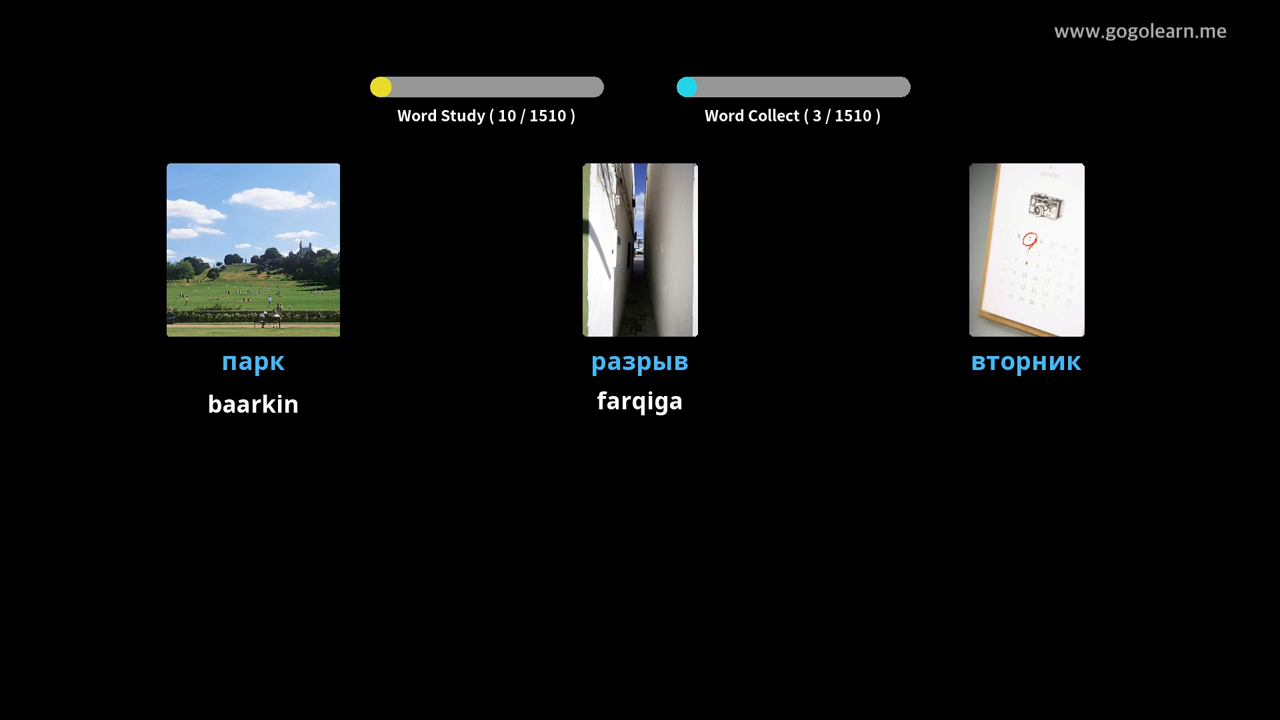 www.gogolearn.me
Word Study ( 10 / 1510 )
Word Collect ( 3 / 1510 )
парк
разрыв
вторник
baarkin
farqiga